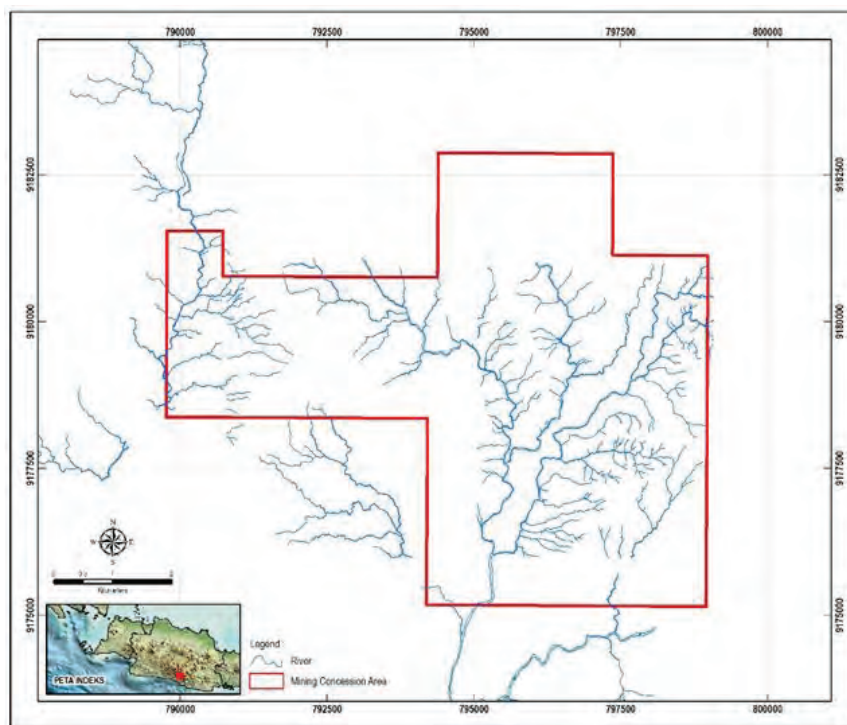 790000 792500 795000 797500 800000
9182500 9182500
9180000 9180000
9177500 9177500
9175000 9175000
N
W E
S
Kilometers
PETA INDEKS
Legend
River
Mining Concession Area
790000 792500 795000 797500 800000